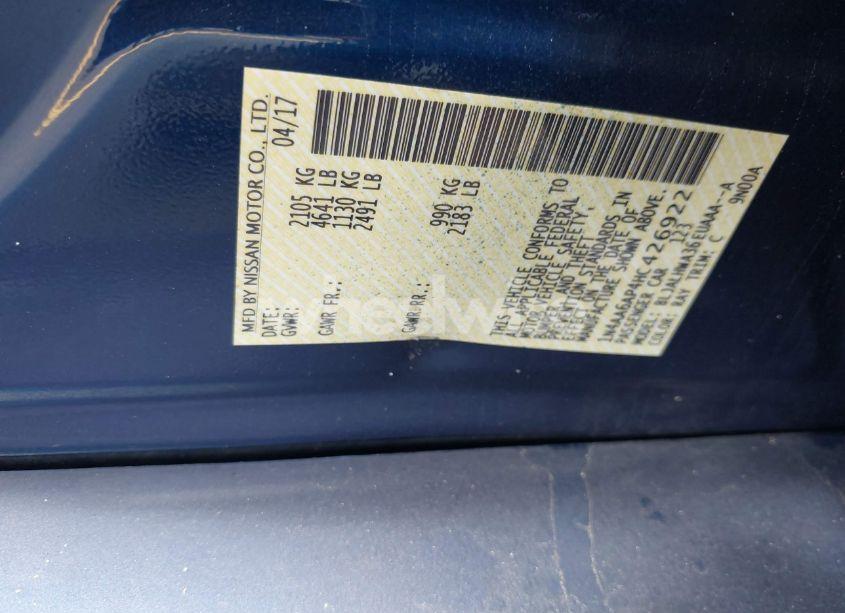 MFD BY NISSAN MOTOR CO., LTD.
DATE: 04/17
GVWR: 2105 KG
4641 LB
GAWR FR.: 1130 KG
2491 LB
GAWR RR.: 990 KG
2183 LB
THIS VEHICLE CONFORMS TO
ALL APPLICABLE FEDERAL
MOTOR VEHICLE SAFETY,
BUMPER, AND THEFT
PREVENTION STANDARDS IN
EFFECT ON THE DATE OF
MANUFACTURE SHOWN ABOVE.
1N4AA6AP4HC426922
PASSENGER CAR 123
MODEL: BLJALHWA36EUAAA--A
COLOR: RAY TRIM: C 9N00A